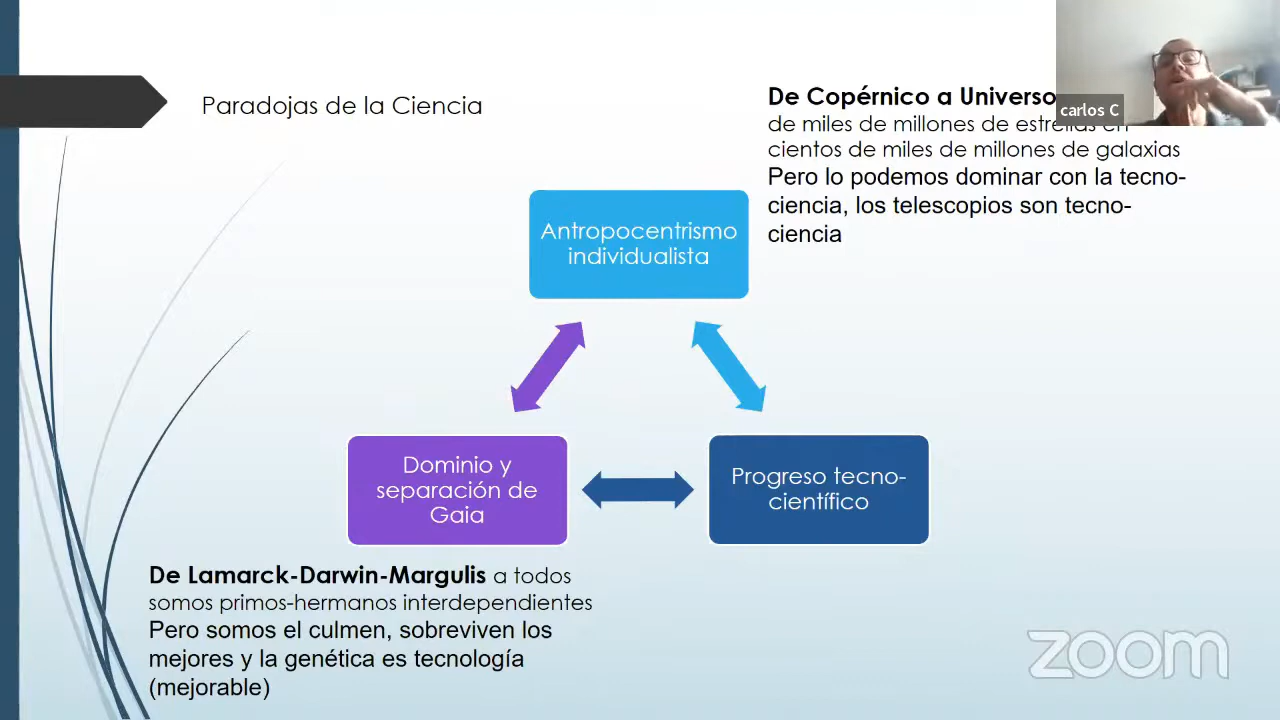 Paradojas de la Ciencia
De Copérnico a Universo
carlos C
de miles de millones de estrellas en
cientos de miles de millones de galaxias
Pero lo podemos dominar con la tecno-
ciencia, los telescopios son tecno-
ciencia
Antropocentrismo
individualista
Dominio y
separación de
Gaia
Progreso tecno-
científico
De Lamarck-Darwin-Margulis a todos
somos primos-hermanos interdependientes
Pero somos el culmen, sobreviven los
mejores y la genética es tecnología
(mejorable)
zoom